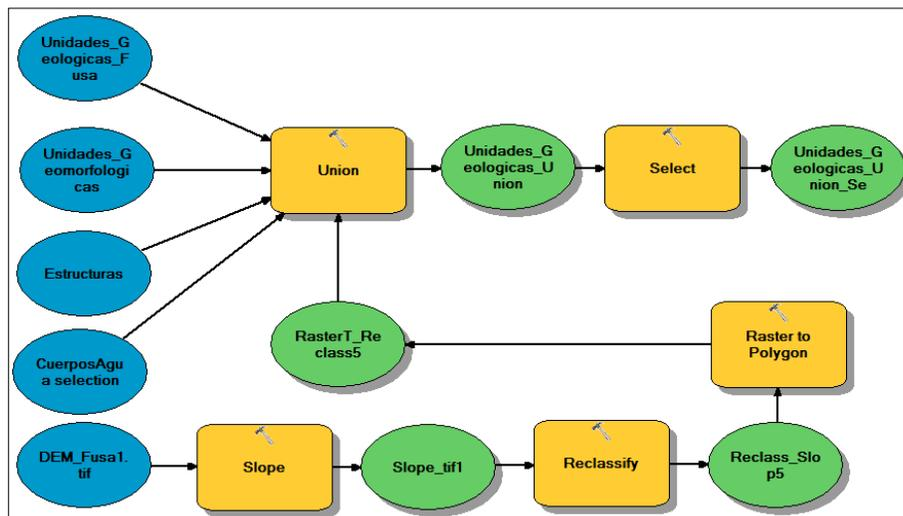 Unidades_G
eologicas_F
usa
Unidades_G
eomorfologi
cas
Estructuras
CuerposAgu
a selection
DEM_Fusa1.
tif
Union
Unidades_G
eologicas_U
nion
Select
Unidades_G
eologicas_U
nion_Se
RasterT_Re
class5
Raster to
Polygon
Slope
Slope_tif1
Reclassify
Reclass_Slo
p5